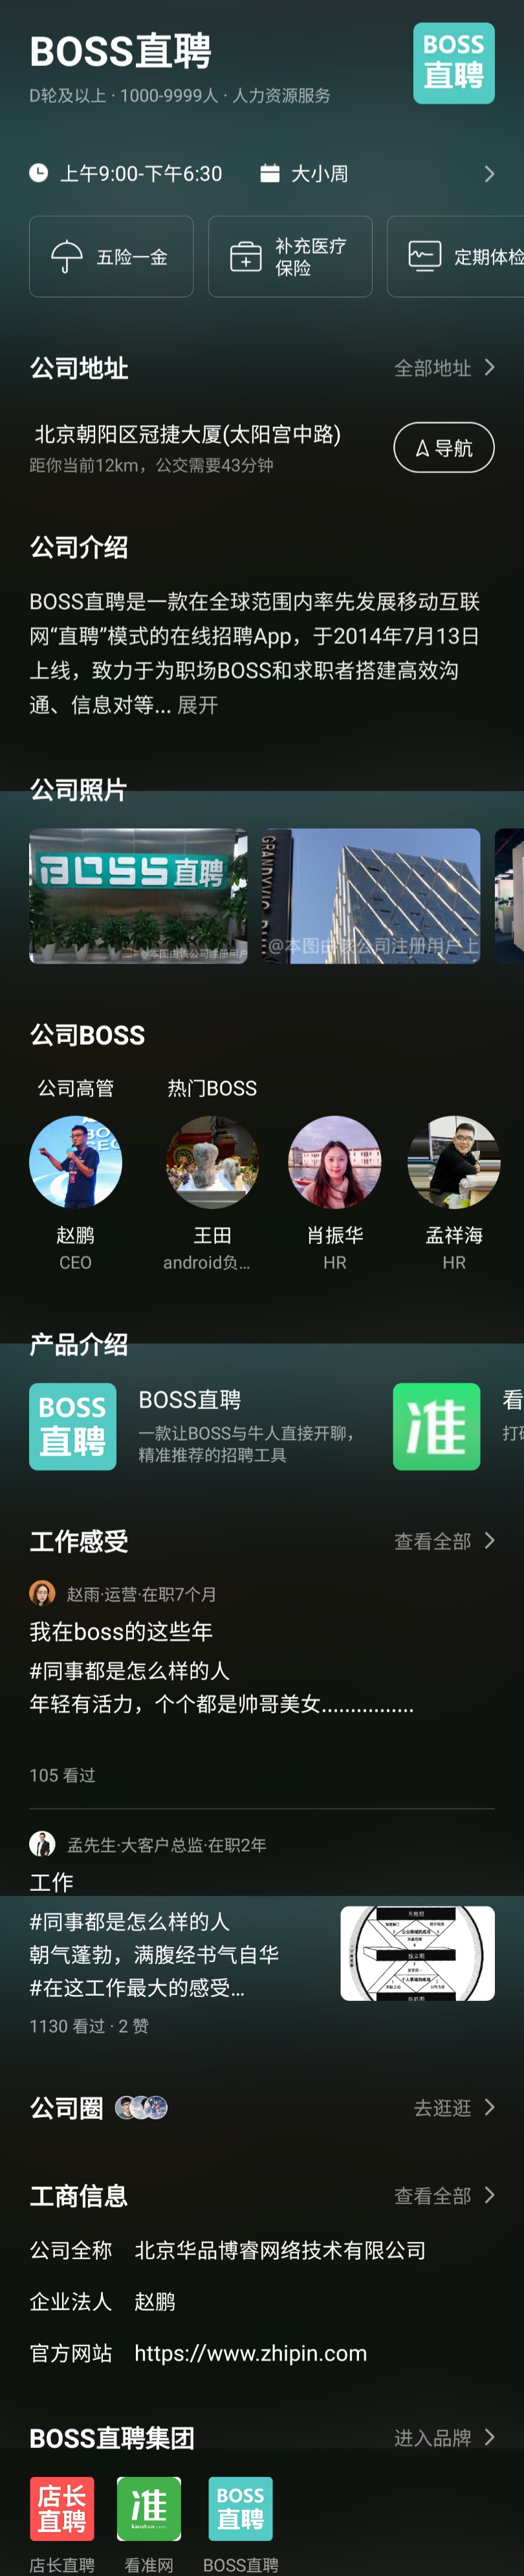 BOSS直聘
BOSS
直聘
D轮及以上 · 1000-9999人 · 人力资源服务
上午9:00-下午6:30 大小周
五险一金
补充医疗
保险
定期体检
公司地址 全部地址
北京朝阳区冠捷大厦(太阳宫中路)
距你当前12km，公交需要43分钟
导航
公司介绍
BOSS直聘是一款在全球范围内率先发展移动互联
网“直聘”模式的在线招聘App，于2014年7月13日
上线，致力于为职场BOSS和求职者搭建高效沟
通、信息对等... 展开
公司照片
BOSS直聘
@本图由该公司注册用户
@本图由该公司注册用户上
公司BOSS
公司高管 热门BOSS
赵鹏 王田 肖振华 孟祥海
CEO android负... HR HR
产品介绍
BOSS
直聘
BOSS直聘
一款让BOSS与牛人直接开聊，
精准推荐的招聘工具
准
看
打
工作感受 查看全部
赵雨·运营·在职7个月
我在boss的这些年
#同事都是怎么样的人
年轻有活力，个个都是帅哥美女................
105 看过
孟先生·大客户总监·在职2年
工作
#同事都是怎么样的人
朝气蓬勃，满腹经书气自华
#在这工作最大的感受...
1130 看过 · 2 赞
公司圈 去逛逛
工商信息 查看全部
公司全称 北京华品博睿网络技术有限公司
企业法人 赵鹏
官方网站 https://www.zhipin.com
BOSS直聘集团 进入品牌
店长
直聘
准
kanzhun.com
BOSS
直聘
店长直聘 看准网 BOSS直聘